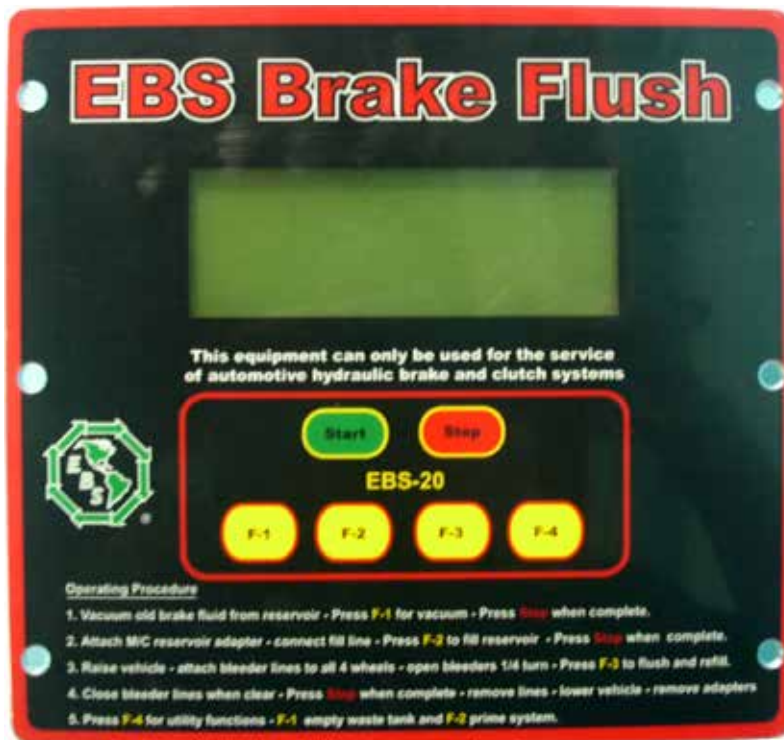 EBS Brake Flush
This equipment can only be used for the service
of automotive hydraulic brake and clutch systems
Start Stop
EBS-20
EBS
®
F-1 F-2 F-3 F-4
Operating Procedure
1. Vacuum old brake fluid from reservoir - Press F-1 for vacuum - Press Stop when complete.
2. Attach M/C reservoir adapter - connect fill line - Press F-2 to fill reservoir - Press Stop when complete.
3. Raise vehicle - attach bleeder lines to all 4 wheels - open bleeders 1/4 turn - Press F-3 to flush and refill.
4. Close bleeder lines when clear - Press Stop when complete - remove lines - lower vehicle - remove adapters
5. Press F-4 for utility functions - F-1 empty waste tank and F-2 prime system.